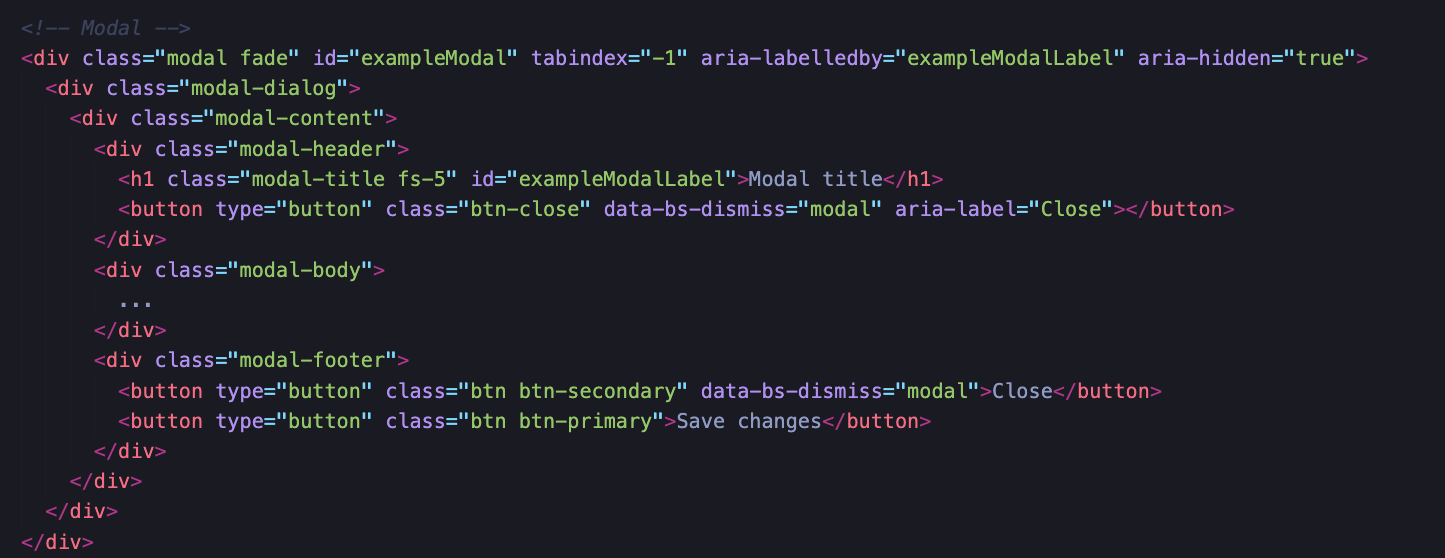 <!-- Modal -->
<div class="modal fade" id="exampleModal" tabindex="-1" aria-labelledby="exampleModalLabel" aria-hidden="true">
  <div class="modal-dialog">
    <div class="modal-content">
      <div class="modal-header">
        <h1 class="modal-title fs-5" id="exampleModalLabel">Modal title</h1>
        <button type="button" class="btn-close" data-bs-dismiss="modal" aria-label="Close"></button>
      </div>
      <div class="modal-body">
        ...
      </div>
      <div class="modal-footer">
        <button type="button" class="btn btn-secondary" data-bs-dismiss="modal">Close</button>
        <button type="button" class="btn btn-primary">Save changes</button>
      </div>
    </div>
  </div>
</div>